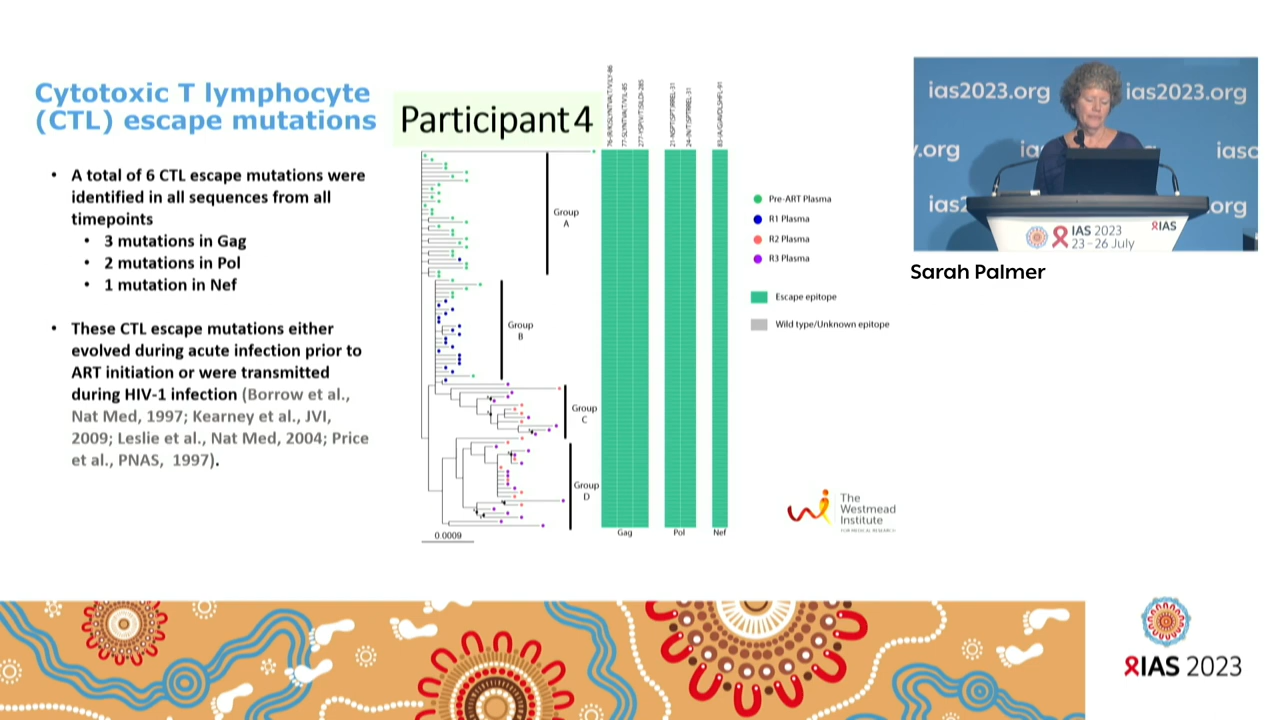 Cytotoxic T lymphocyte
(CTL) escape mutations
• A total of 6 CTL escape mutations were
identified in all sequences from all
timepoints
• 3 mutations in Gag
• 2 mutations in Pol
• 1 mutation in Nef
• These CTL escape mutations either
evolved during acute infection prior to
ART initiation or were transmitted
during HIV-1 infection (Borrow et al.,
Nat Med, 1997; Kearney et al., JVI,
2009; Leslie et al., Nat Med, 2004; Price
et al., PNAS, 1997).
Participant 4
Group
A
Group
B
Group
C
Group
D
0.0009
Gag
Pol
Nef
Pre-ART Plasma
R1 Plasma
R2 Plasma
R3 Plasma
Escape epitope
Wild type/Unknown epitope
The
Westmead
Institute
FOR MEDICAL RESEARCH
ias2023.org
ias2023.org
.org
ias2
.org
IAS 2023
23–26 July
IAS
Sarah Palmer
IAS 2023